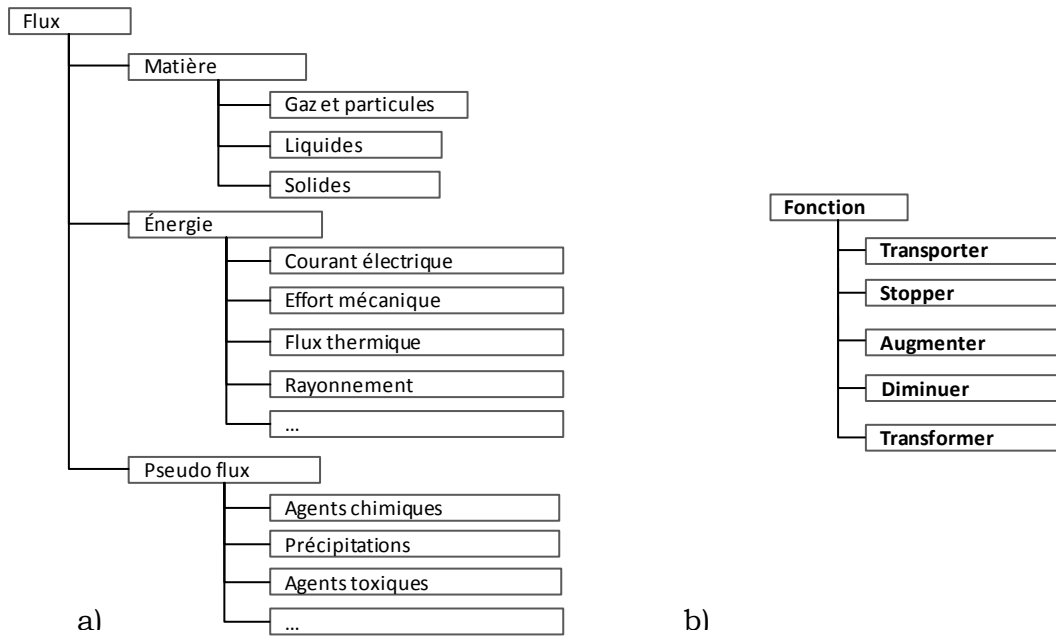 Flux
Matière
Gaz et particules
Liquides
Solides
Énergie
Courant électrique
Effort mécanique
Flux thermique
Rayonnement
...
Pseudo flux
Agents chimiques
Précipitations
Agents toxiques
...
a)
Fonction
Transporter
Stopper
Augmenter
Diminuer
Transformer
b)